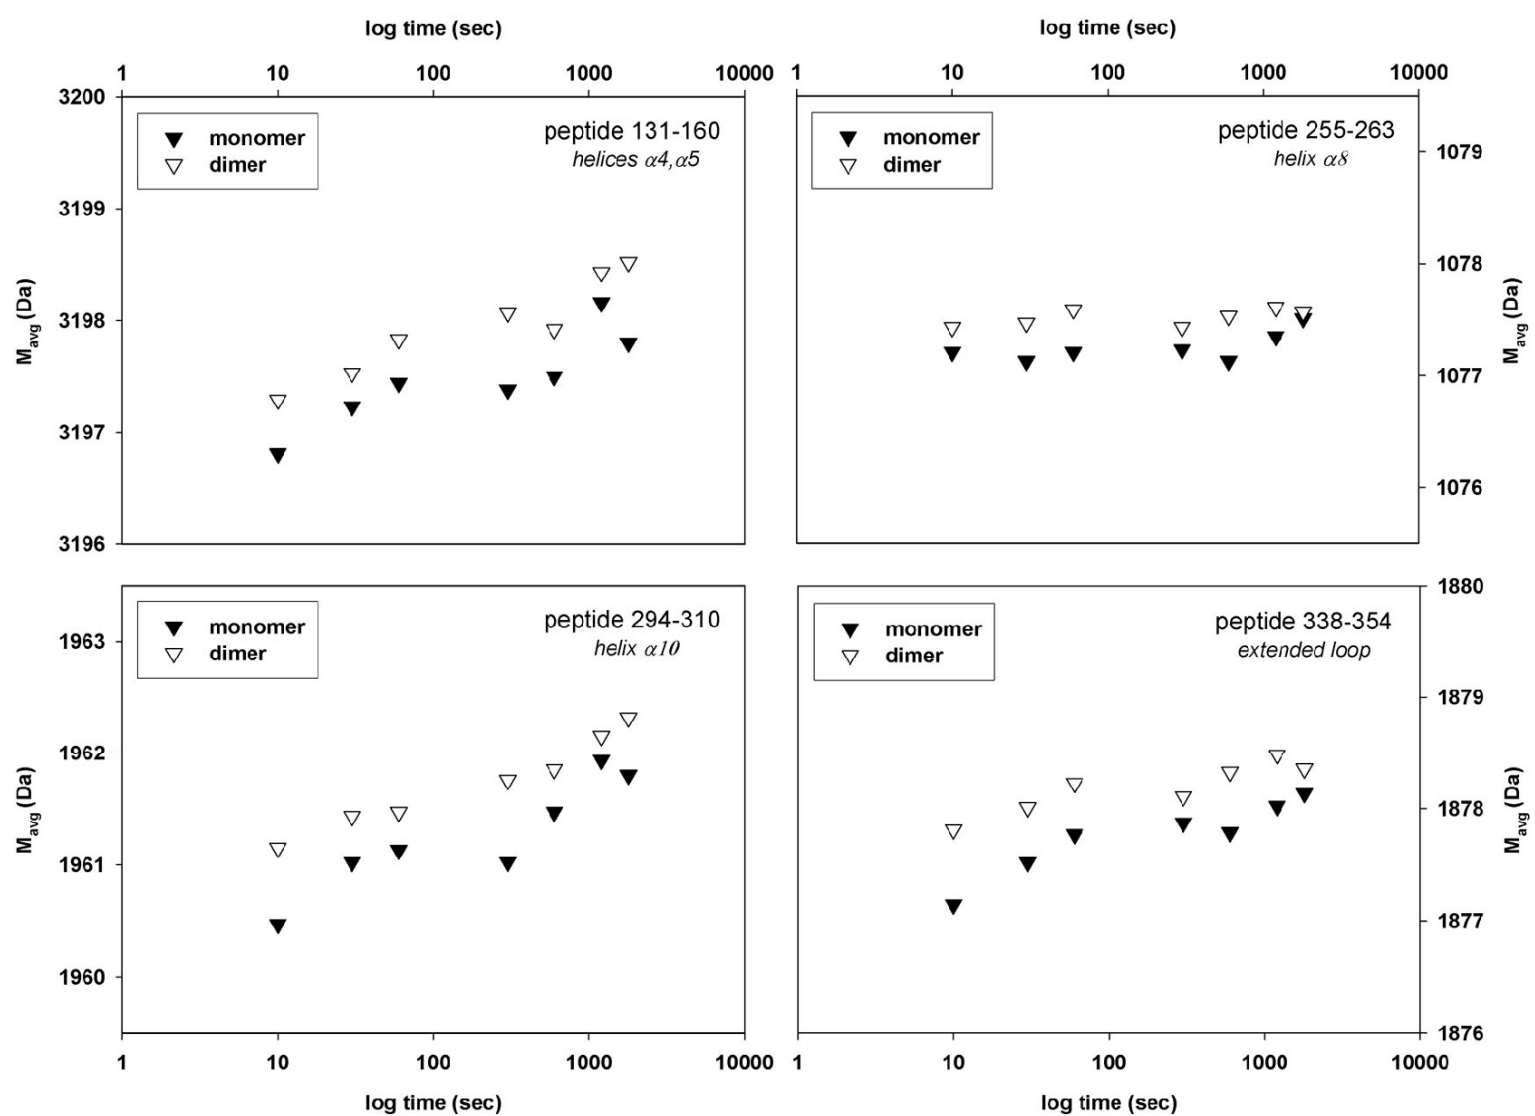 log time (sec)
1 10 100 1000 10000
3200
3199
3198
3197
3196
M_avg (Da)
monomer
dimer
peptide 131-160
helices α4,α5
log time (sec)
1 10 100 1000 10000
monomer
dimer
peptide 255-263
helix α8
1079
1078
1077
1076
M_avg (Da)
1963
1962
1961
1960
M_avg (Da)
monomer
dimer
peptide 294-310
helix α10
1 10 100 1000 10000
log time (sec)
monomer
dimer
peptide 338-354
extended loop
1880
1879
1878
1877
1876
M_avg (Da)
1 10 100 1000 10000
log time (sec)